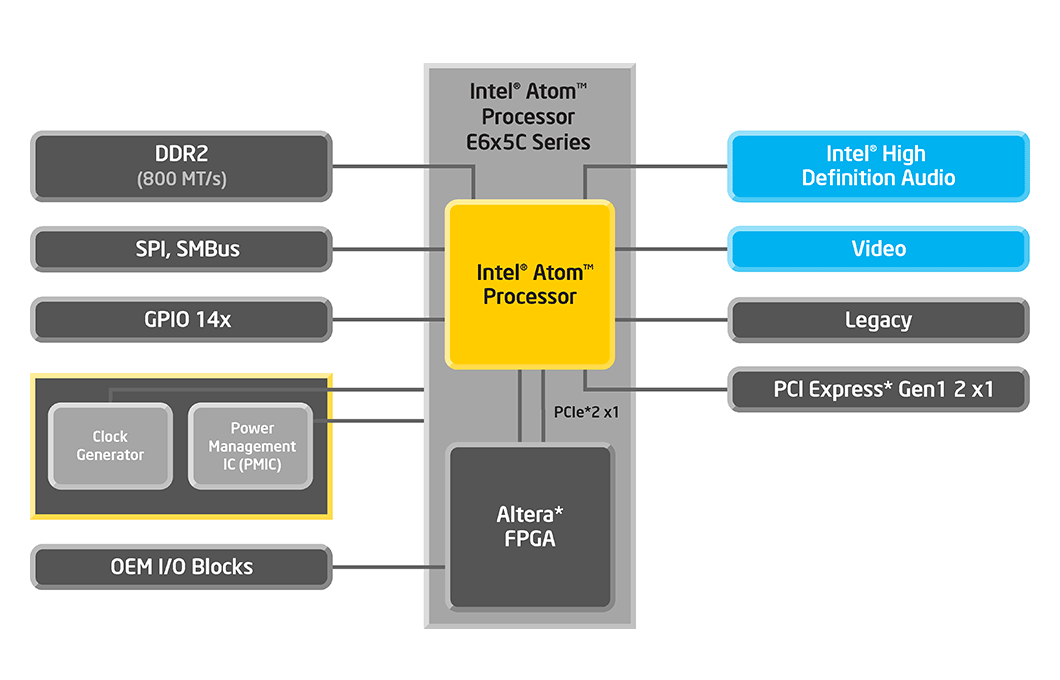 Intel® Atom™
Processor
E6x5C Series
DDR2
(800 MT/s)
SPI, SMBus
GPIO 14x
Clock
Generator
Power
Management
IC (PMIC)
OEM I/O Blocks
Intel® Atom™
Processor
PCIe*2 x1
Altera*
FPGA
Intel® High
Definition Audio
Video
Legacy
PCI Express* Gen1 2 x1